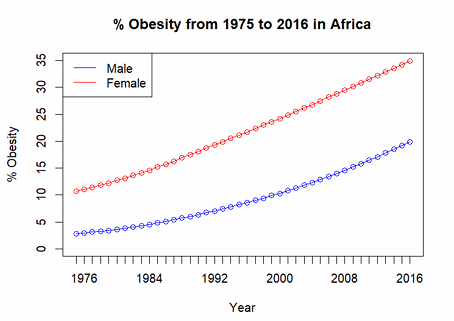 % Obesity from 1975 to 2016 in Africa
Male
Female
% Obesity
35
30
25
20
15
10
5
0
1976 1984 1992 2000 2008 2016
Year